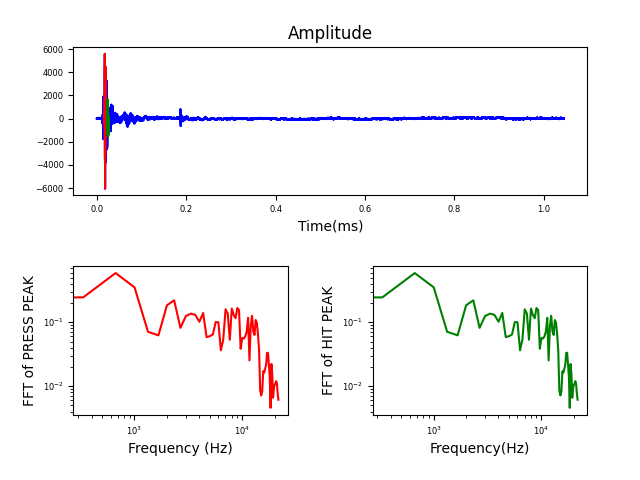 Amplitude
6000
4000
2000
0
−2000
−4000
−6000
0.0 0.2 0.4 0.6 0.8 1.0
Time(ms)
FFT of PRESS PEAK
10⁻¹
10⁻²
10³ 10⁴
Frequency (Hz)
FFT of HIT PEAK
10⁻¹
10⁻²
10³ 10⁴
Frequency(Hz)